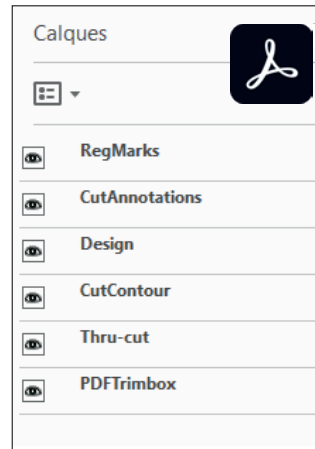 Calques
RegMarks
CutAnnotations
Design
CutContour
Thru-cut
PDFTrimbox